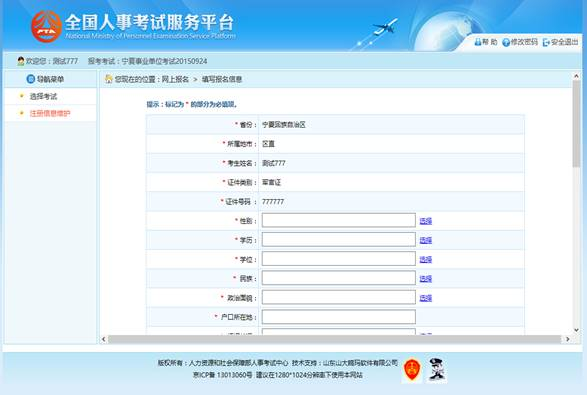 全国人事考试服务平台
National Ministry of Personnel Examination Service Platform
帮助 修改密码 安全退出
欢迎您：测试777 报考考试：宁夏事业单位考试20150924
导航菜单
您现在的位置：网上报名 > 填写报名信息
选择考试
注册信息维护
提示：标记为 * 的部分为必填项。
* 省份： 宁夏回族自治区
* 所属地市： 区直
* 考生姓名： 测试777
* 证件类别： 军官证
* 证件号码： 777777
* 性别： 选择
* 学历： 选择
* 学位： 选择
* 民族： 选择
* 政治面貌： 选择
* 户口所在地：
版权所有：人力资源和社会保障部人事考试中心 技术支持：山东山大鸥玛软件有限公司
京ICP备 13013060号 建议在1280*1024分辨率下使用本网站